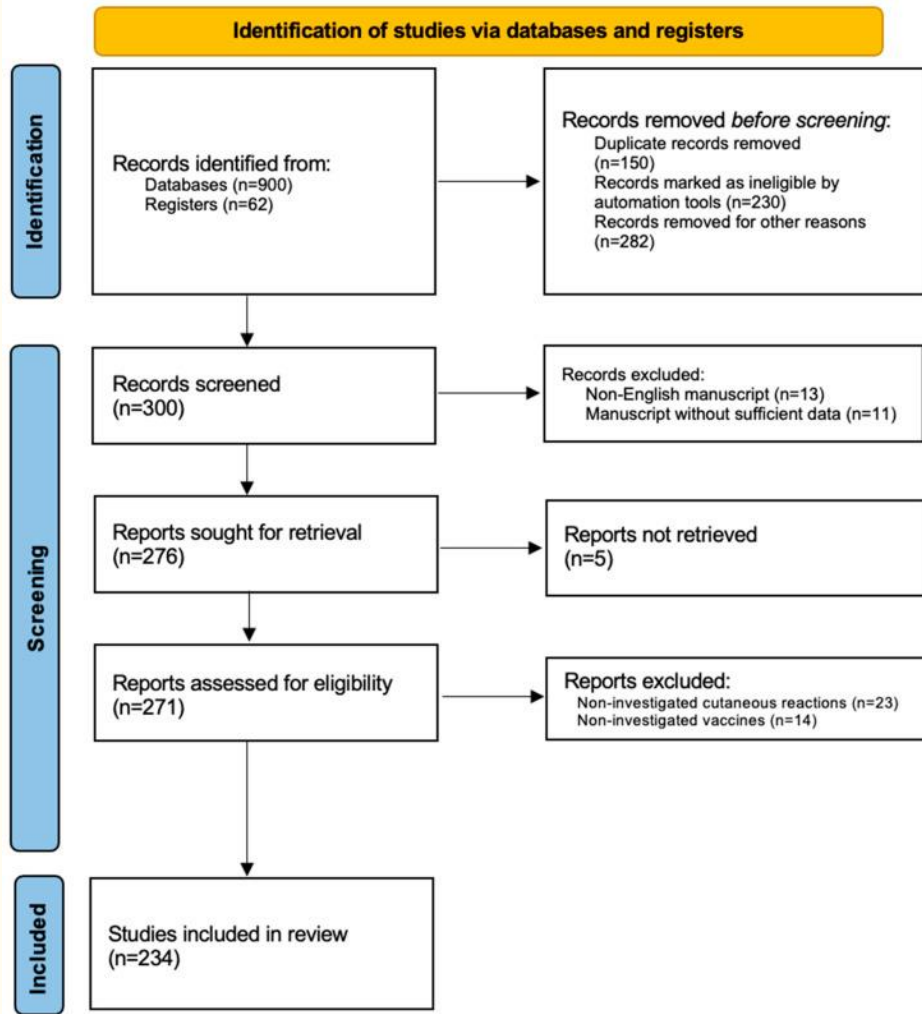 Identification of studies via databases and registers
Identification
Records identified from:
Databases (n=900)
Registers (n=62)
Records removed before screening:
Duplicate records removed
(n=150)
Records marked as ineligible by
automation tools (n=230)
Records removed for other reasons
(n=282)
Screening
Records screened
(n=300)
Records excluded:
Non-English manuscript (n=13)
Manuscript without sufficient data (n=11)
Reports sought for retrieval
(n=276)
Reports not retrieved
(n=5)
Reports assessed for eligibility
(n=271)
Reports excluded:
Non-investigated cutaneous reactions (n=23)
Non-investigated vaccines (n=14)
Included
Studies included in review
(n=234)